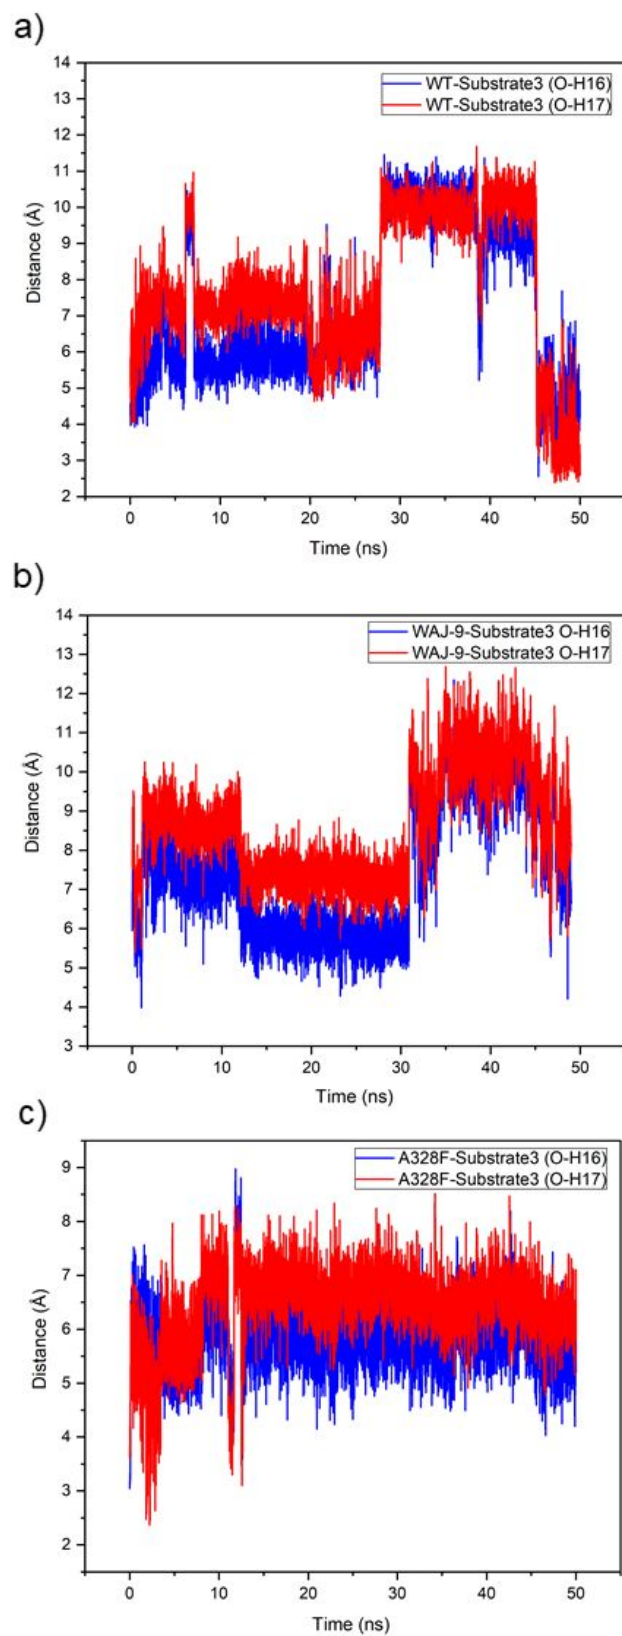 a)
14
13
12
11
10
9
8
7
6
5
4
3
2
Distance (Å)
WT-Substrate3 (O-H16)
WT-Substrate3 (O-H17)
0 10 20 30 40 50
Time (ns)
b)
14
13
12
11
10
9
8
7
6
5
4
3
Distance (Å)
WAJ-9-Substrate3 O-H16
WAJ-9-Substrate3 O-H17
0 10 20 30 40 50
Time (ns)
c)
9
8
7
6
5
4
3
2
Distance (Å)
A328F-Substrate3 (O-H16)
A328F-Substrate3 (O-H17)
0 10 20 30 40 50
Time (ns)